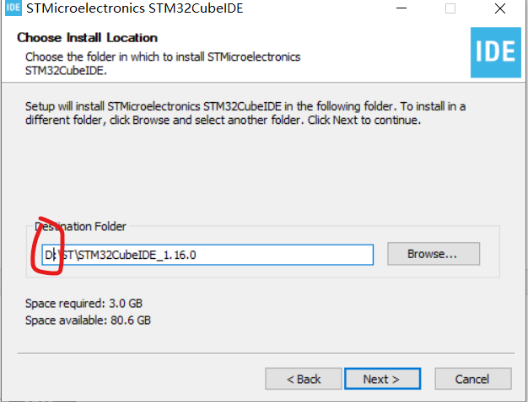 IDE STMicroelectronics STM32CubeIDE
Choose Install Location
Choose the folder in which to install STMicroelectronics
STM32CubeIDE.
IDE
Setup will install STMicroelectronics STM32CubeIDE in the following folder. To install in a
different folder, click Browse and select another folder. Click Next to continue.
Destination Folder
D:\ST\STM32CubeIDE_1.16.0
Browse...
Space required: 3.0 GB
Space available: 80.6 GB
< Back
Next >
Cancel